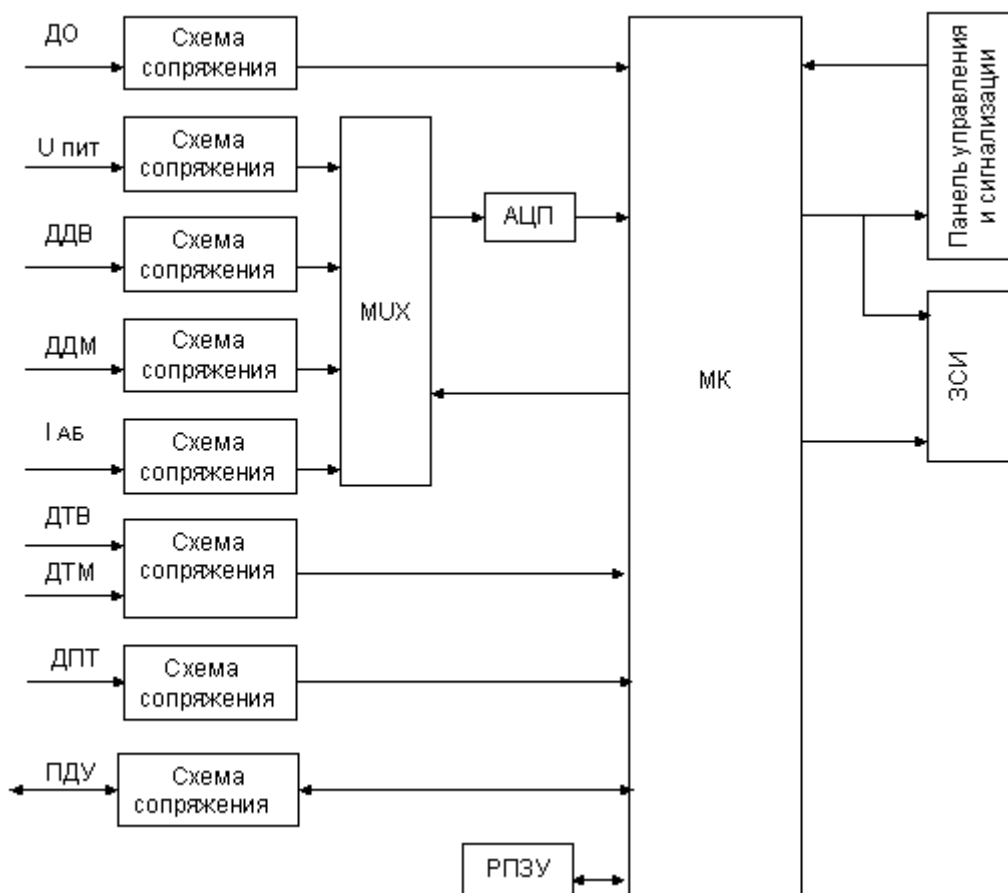 ДО
Схема
сопряжения
U пит
Схема
сопряжения
ДДВ
Схема
сопряжения
ДДМ
Схема
сопряжения
I АБ
Схема
сопряжения
ДТВ
ДТМ
Схема
сопряжения
ДПТ
Схема
сопряжения
ПДУ
Схема
сопряжения
MUX
АЦП
РПЗУ
МК
Панель управления
и сигнализации
ЗСИ